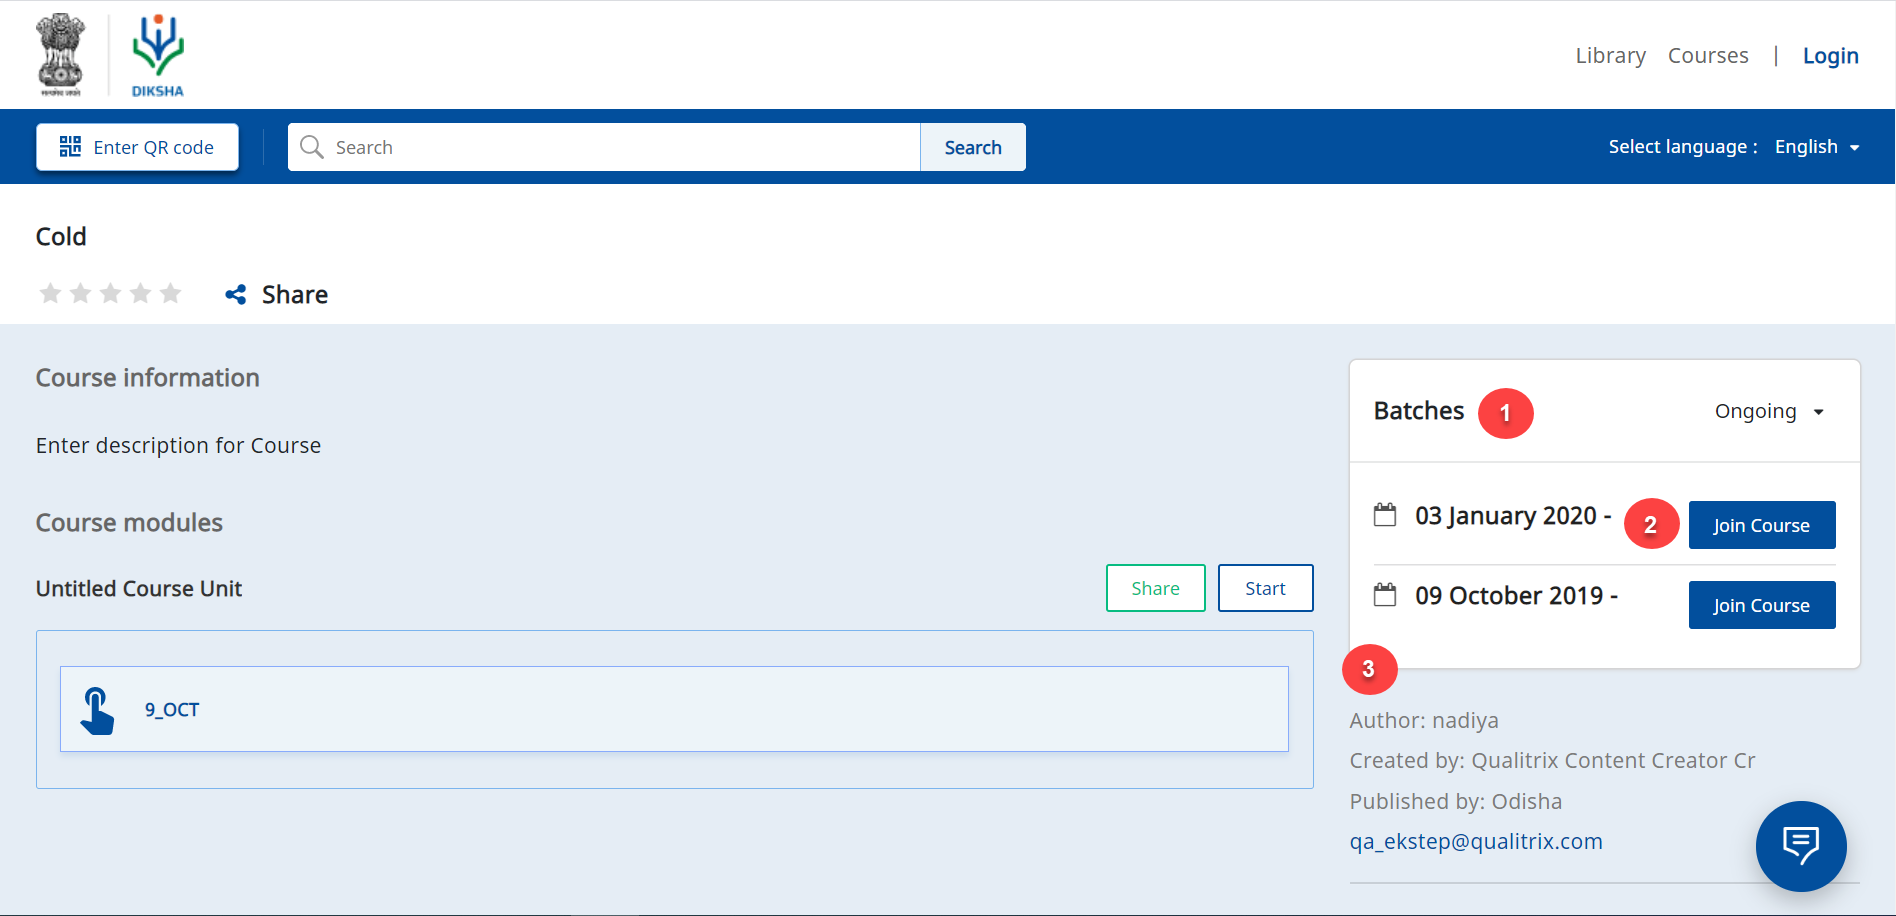 DIKSHA
Library Courses | Login
Enter QR code
Search
Search
Select language : English
Cold
Share
Course information
Enter description for Course
Course modules
Untitled Course Unit
Share
Start
9_OCT
Batches 1 Ongoing
03 January 2020 - 2 Join Course
09 October 2019 - Join Course
3
Author: nadiya
Created by: Qualitrix Content Creator Cr
Published by: Odisha
qa_ekstep@qualitrix.com